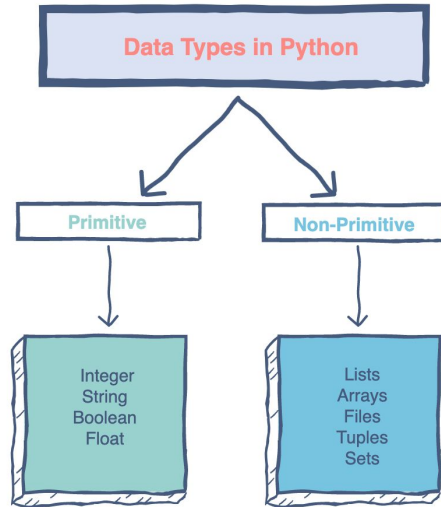 Data Types in Python
Primitive
Non-Primitive
Integer
String
Boolean
Float
Lists
Arrays
Files
Tuples
Sets